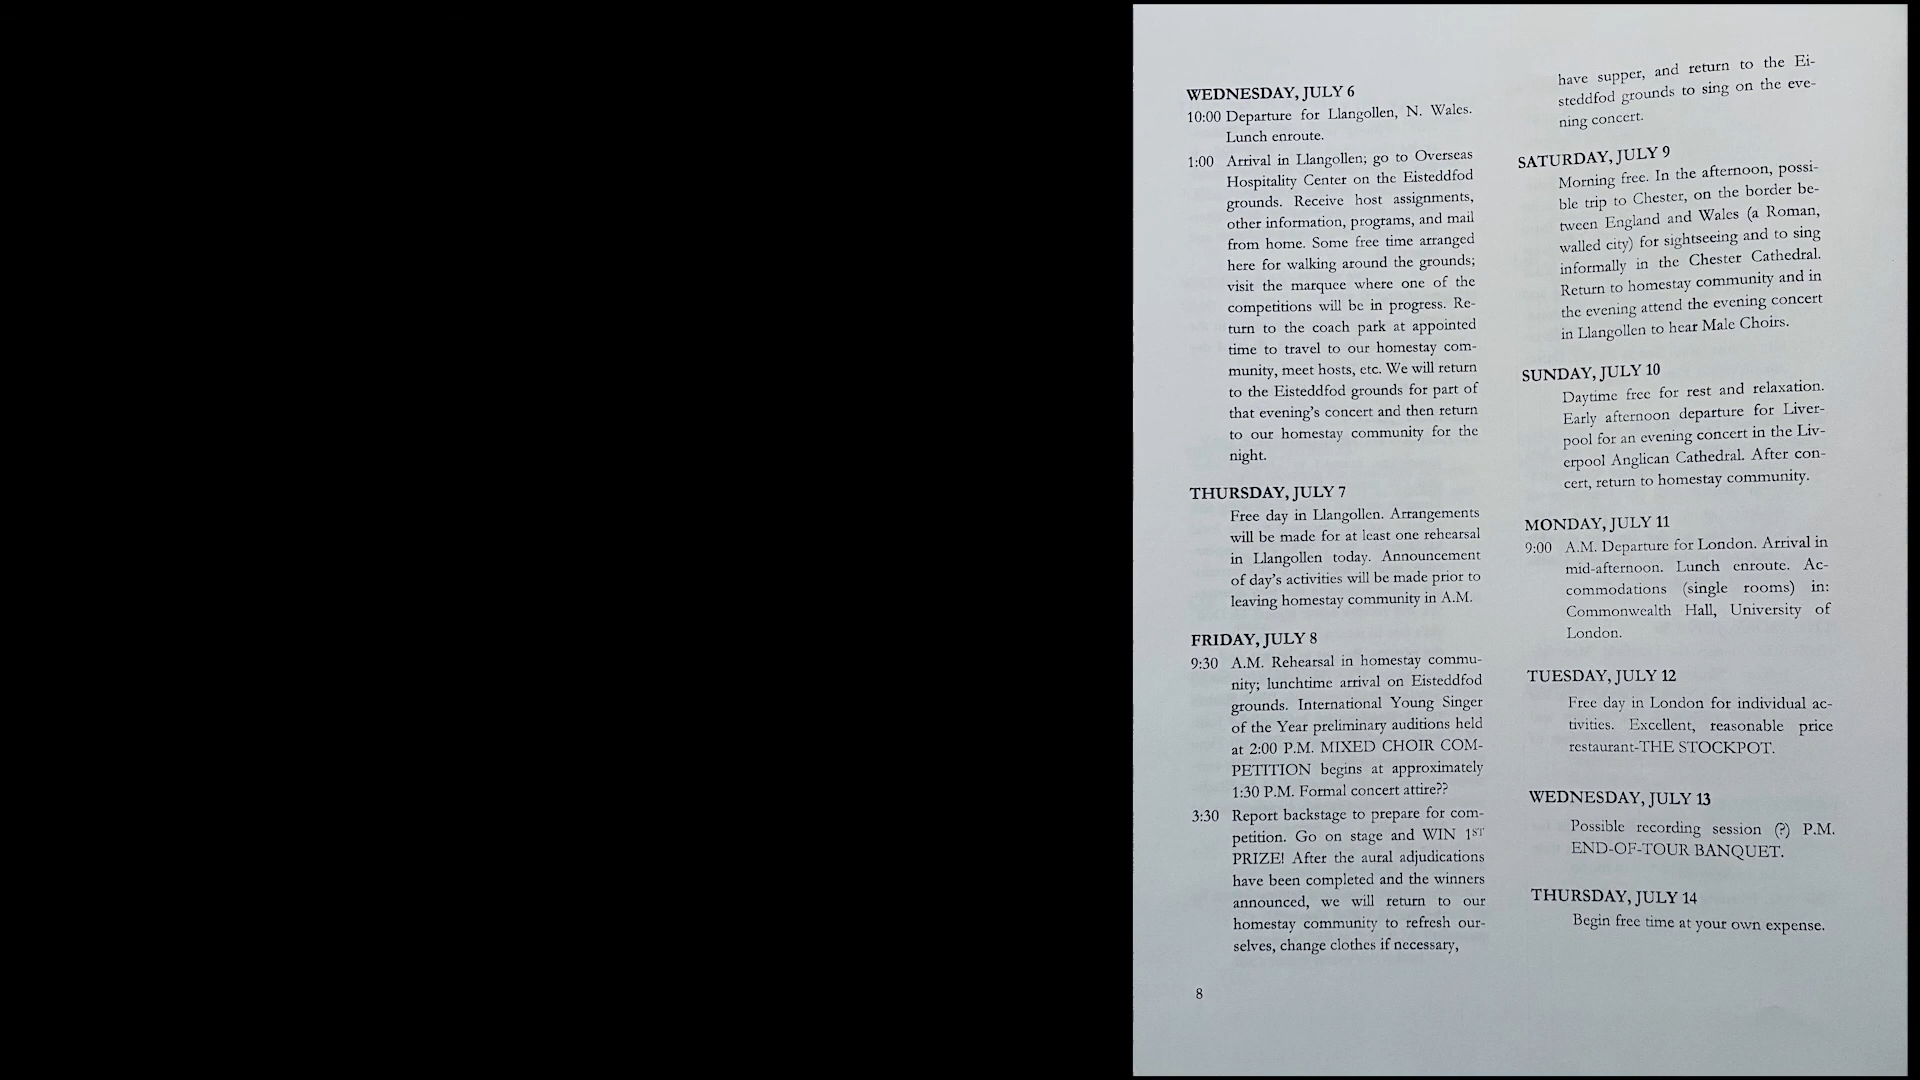 WEDNESDAY, JULY 6
10:00 Departure for Llangollen, N. Wales.
Lunch enroute.
1:00 Arrival in Llangollen; go to Overseas
Hospitality Center on the Eisteddfod
grounds. Receive host assignments,
other information, programs, and mail
from home. Some free time arranged
here for walking around the grounds;
visit the marquee where one of the
competitions will be in progress. Re-
turn to the coach park at appointed
time to travel to our homestay com-
munity, meet hosts, etc. We will return
to the Eisteddfod grounds for part of
that evening's concert and then return
to our homestay community for the
night.
THURSDAY, JULY 7
Free day in Llangollen. Arrangements
will be made for at least one rehearsal
in Llangollen today. Announcement
of day's activities will be made prior to
leaving homestay community in A.M.
FRIDAY, JULY 8
9:30 A.M. Rehearsal in homestay commu-
nity; lunchtime arrival on Eisteddfod
grounds. International Young Singer
of the Year preliminary auditions held
at 2:00 P.M. MIXED CHOIR COM-
PETITION begins at approximately
1:30 P.M. Formal concert attire??
3:30 Report backstage to prepare for com-
petition. Go on stage and WIN 1ST
PRIZE! After the aural adjudications
have been completed and the winners
announced, we will return to our
homestay community to refresh our-
selves, change clothes if necessary,
8
have supper, and return to the Ei-
steddfod grounds to sing on the eve-
ning concert.
SATURDAY, JULY 9
Morning free. In the afternoon, possi-
ble trip to Chester, on the border be-
tween England and Wales (a Roman,
walled city) for sightseeing and to sing
informally in the Chester Cathedral.
Return to homestay community and in
the evening attend the evening concert
in Llangollen to hear Male Choirs.
SUNDAY, JULY 10
Daytime free for rest and relaxation.
Early afternoon departure for Liver-
pool for an evening concert in the Liv-
erpool Anglican Cathedral. After con-
cert, return to homestay community.
MONDAY, JULY 11
9:00 A.M. Departure for London. Arrival in
mid-afternoon. Lunch enroute. Ac-
commodations (single rooms) in:
Commonwealth Hall, University of
London.
TUESDAY, JULY 12
Free day in London for individual ac-
tivities. Excellent, reasonable price
restaurant-THE STOCKPOT.
WEDNESDAY, JULY 13
Possible recording session (?) P.M.
END-OF-TOUR BANQUET.
THURSDAY, JULY 14
Begin free time at your own expense.